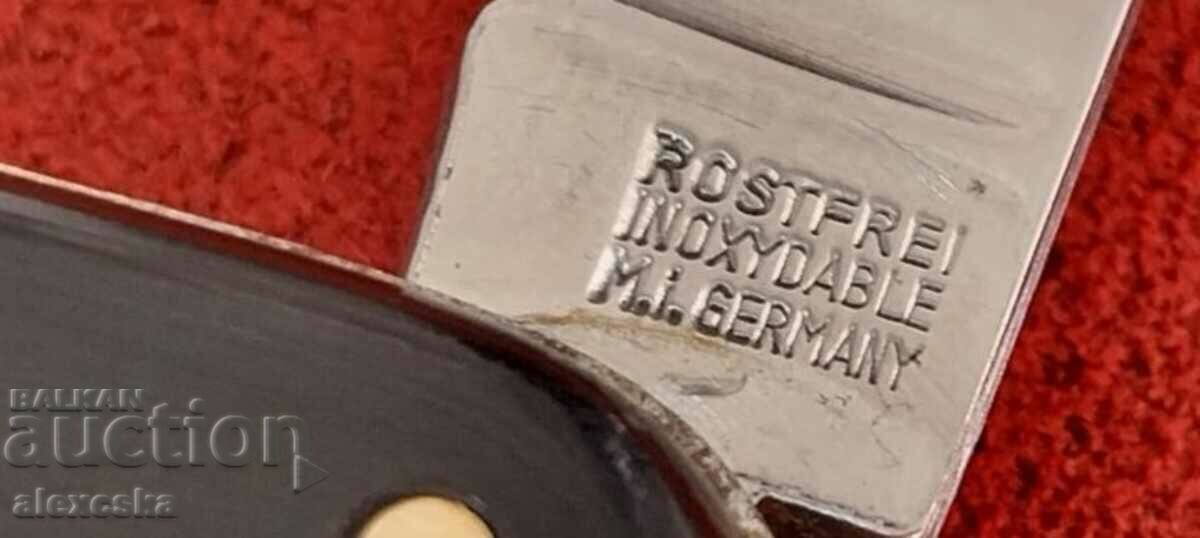 ROSTFREI
INOXYDABLE
M.i. GERMANY
BALKAN
auction
alexcska